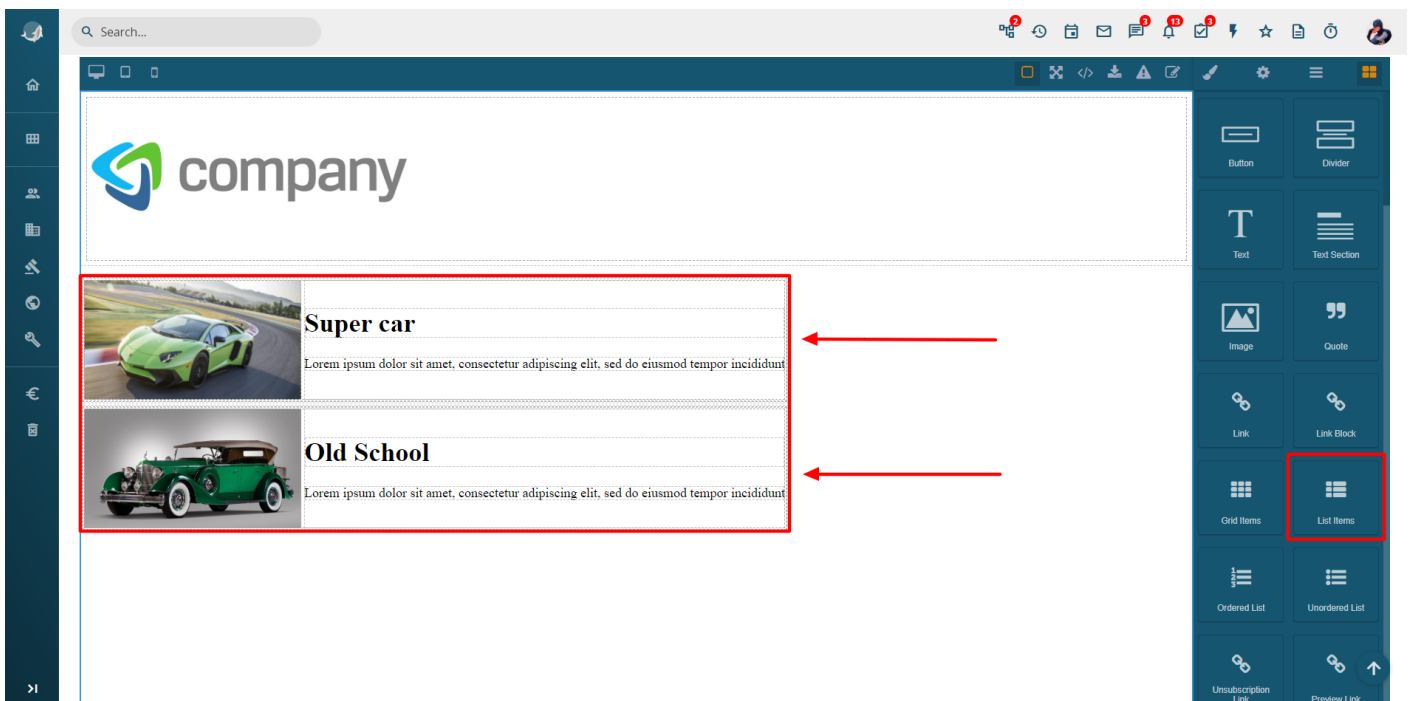 Search...
2
3
13
3
company
Super car
Lorem ipsum dolor sit amet, consectetur adipiscing elit, sed do eiusmod tempor incididunt
Old School
Lorem ipsum dolor sit amet, consectetur adipiscing elit, sed do eiusmod tempor incididunt
Button
Divider
T
Text
Text Section
Image
Quote
Link
Link Block
Grid Items
List Items
1
2
3
Ordered List
Unordered List
Unsubscription
Link
Preview Link